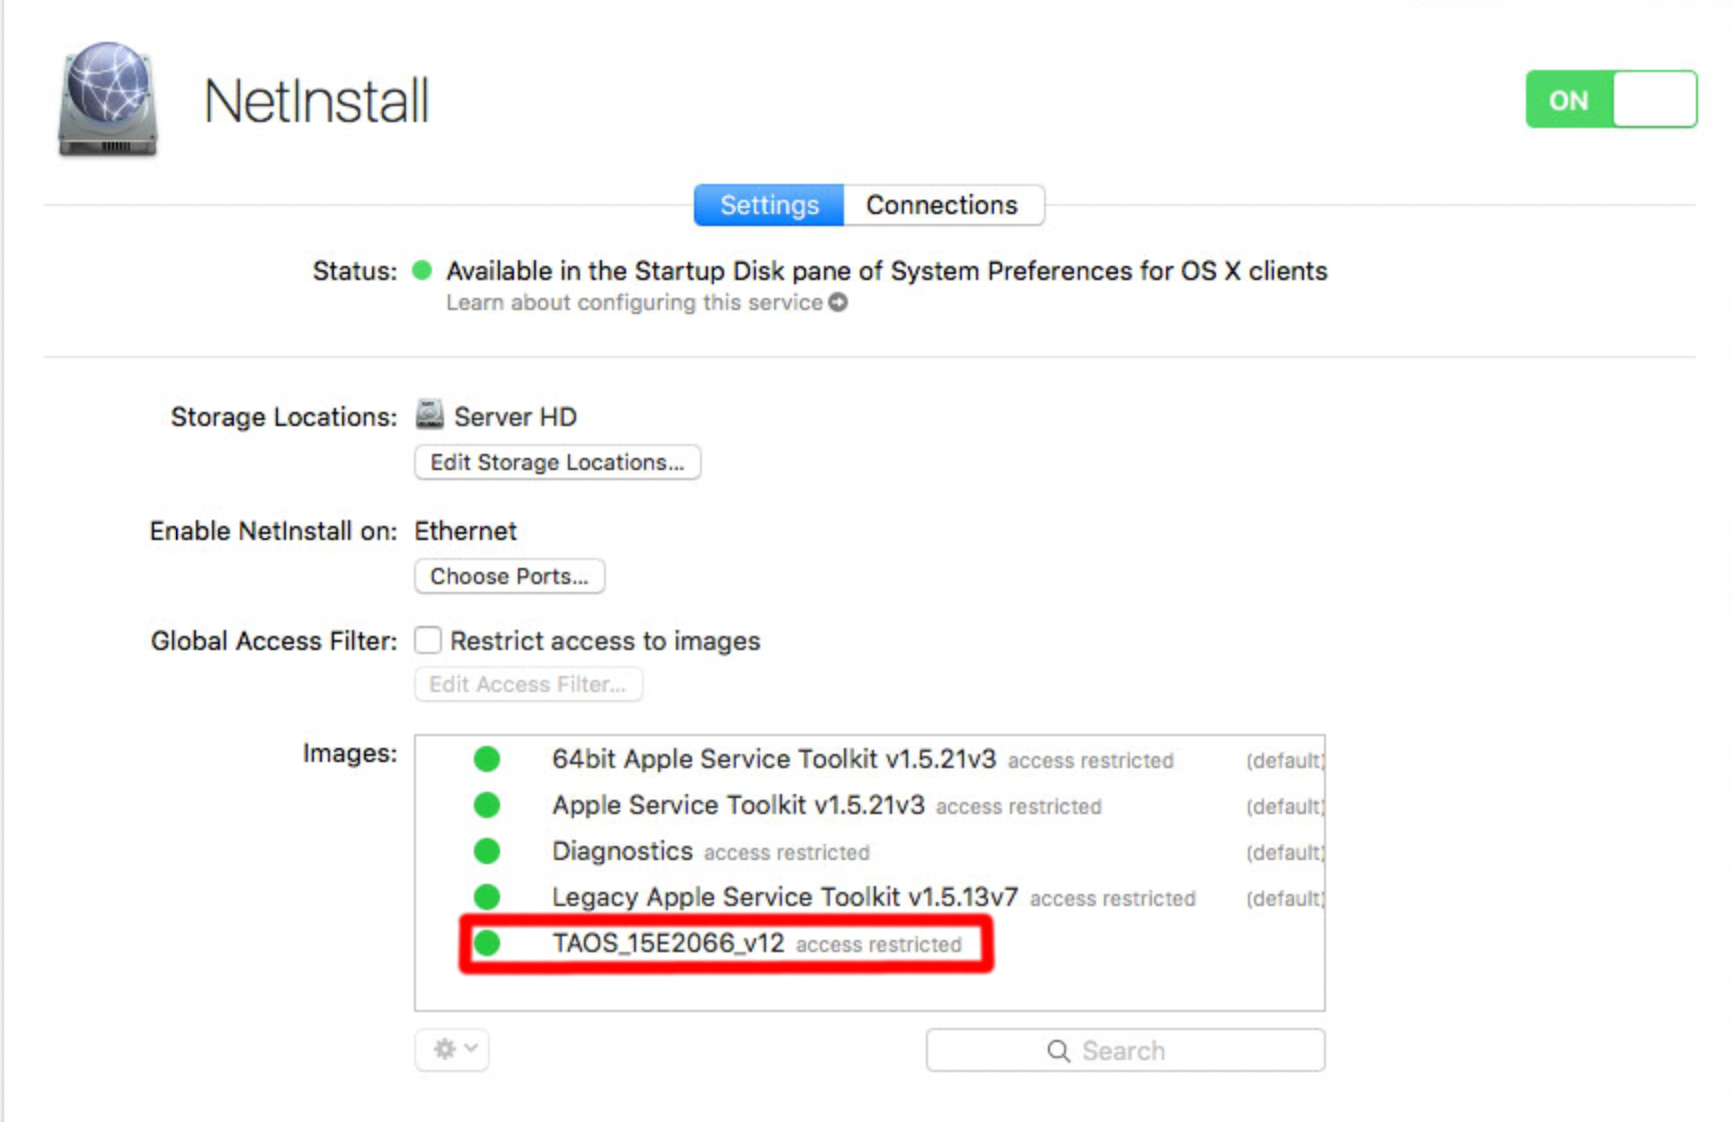 NetInstall
ON
Settings Connections
Status: Available in the Startup Disk pane of System Preferences for OS X clients
Learn about configuring this service
Storage Locations: Server HD
Edit Storage Locations...
Enable NetInstall on: Ethernet
Choose Ports...
Global Access Filter: Restrict access to images
Edit Access Filter...
Images: 64bit Apple Service Toolkit v1.5.21v3 access restricted (default)
Apple Service Toolkit v1.5.21v3 access restricted (default)
Diagnostics access restricted (default)
Legacy Apple Service Toolkit v1.5.13v7 access restricted (default)
TAOS_15E2066_v12 access restricted
Search